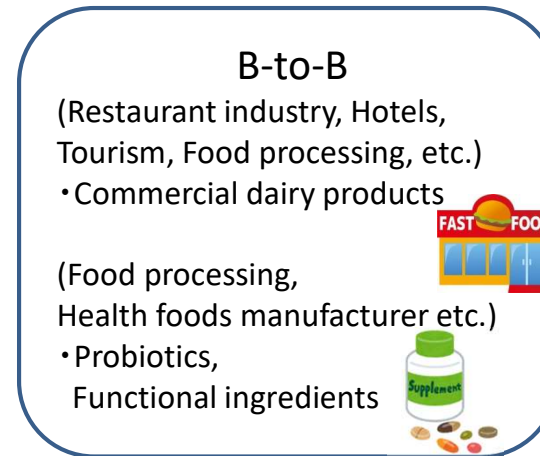 B-to-B
(Restaurant industry, Hotels,
Tourism, Food processing, etc.)
・Commercial dairy products
FAST FOO
(Food processing,
Health foods manufacturer etc.)
・Probiotics,
Functional ingredients
Supplement